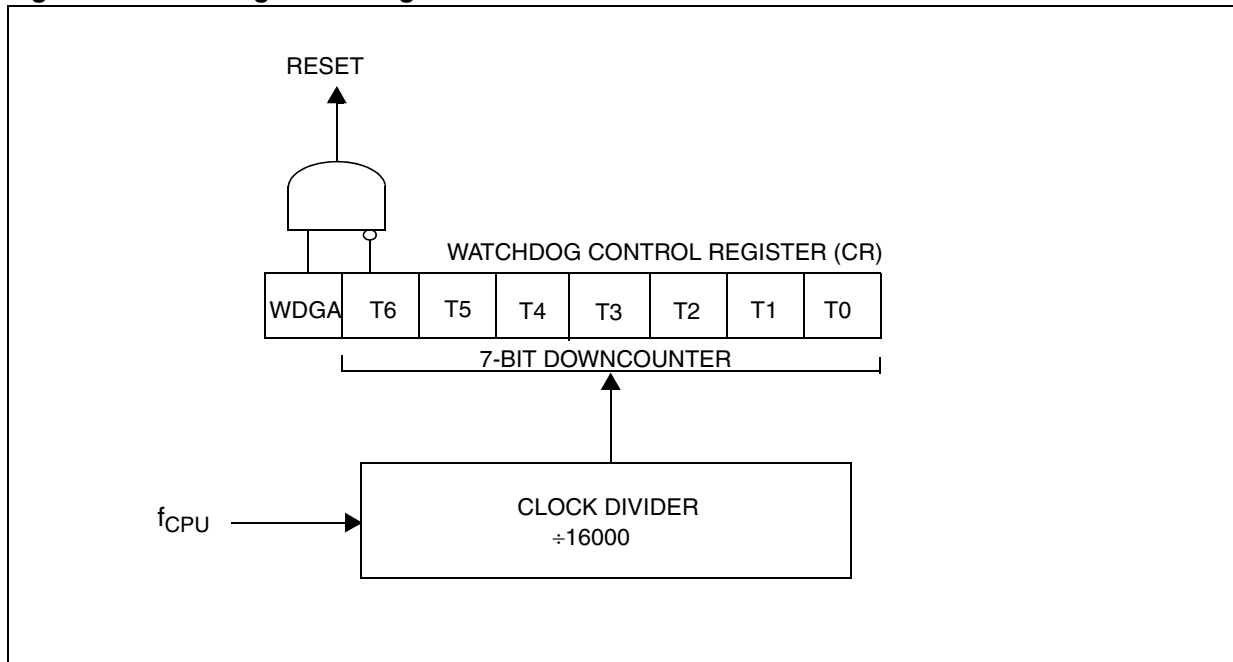 RESET
WATCHDOG CONTROL REGISTER (CR)
WDGA T6 T5 T4 T3 T2 T1 T0
7-BIT DOWNCOUNTER
fCPU
CLOCK DIVIDER
÷16000